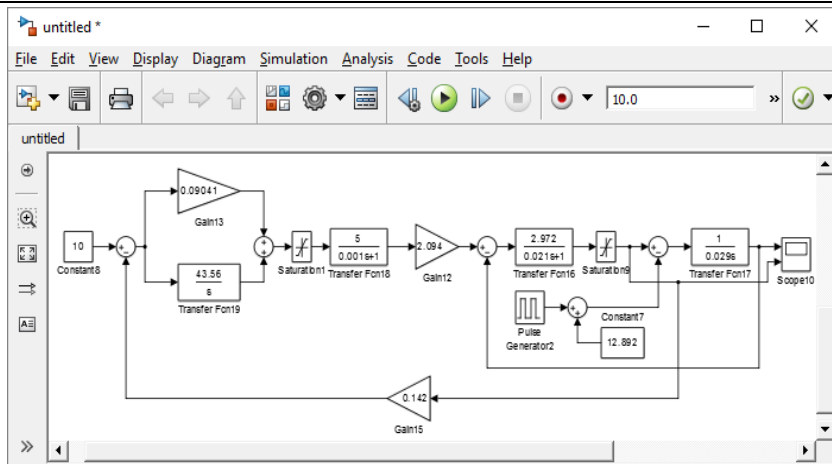 untitled *
File Edit View Display Diagram Simulation Analysis Code Tools Help
10.0
»
untitled
0.09041
Gain13
10
Constant8
43.56
s
Transfer Fcn19
Saturation1
5
0.001s+1
Transfer Fcn18
2.094
Gain12
2.972
0.021s+1
Transfer Fcn16
Saturation9
1
0.029s
Transfer Fcn17
Scope10
Pulse
Generator2
Constant7
12.892
0.142
Gain15
»